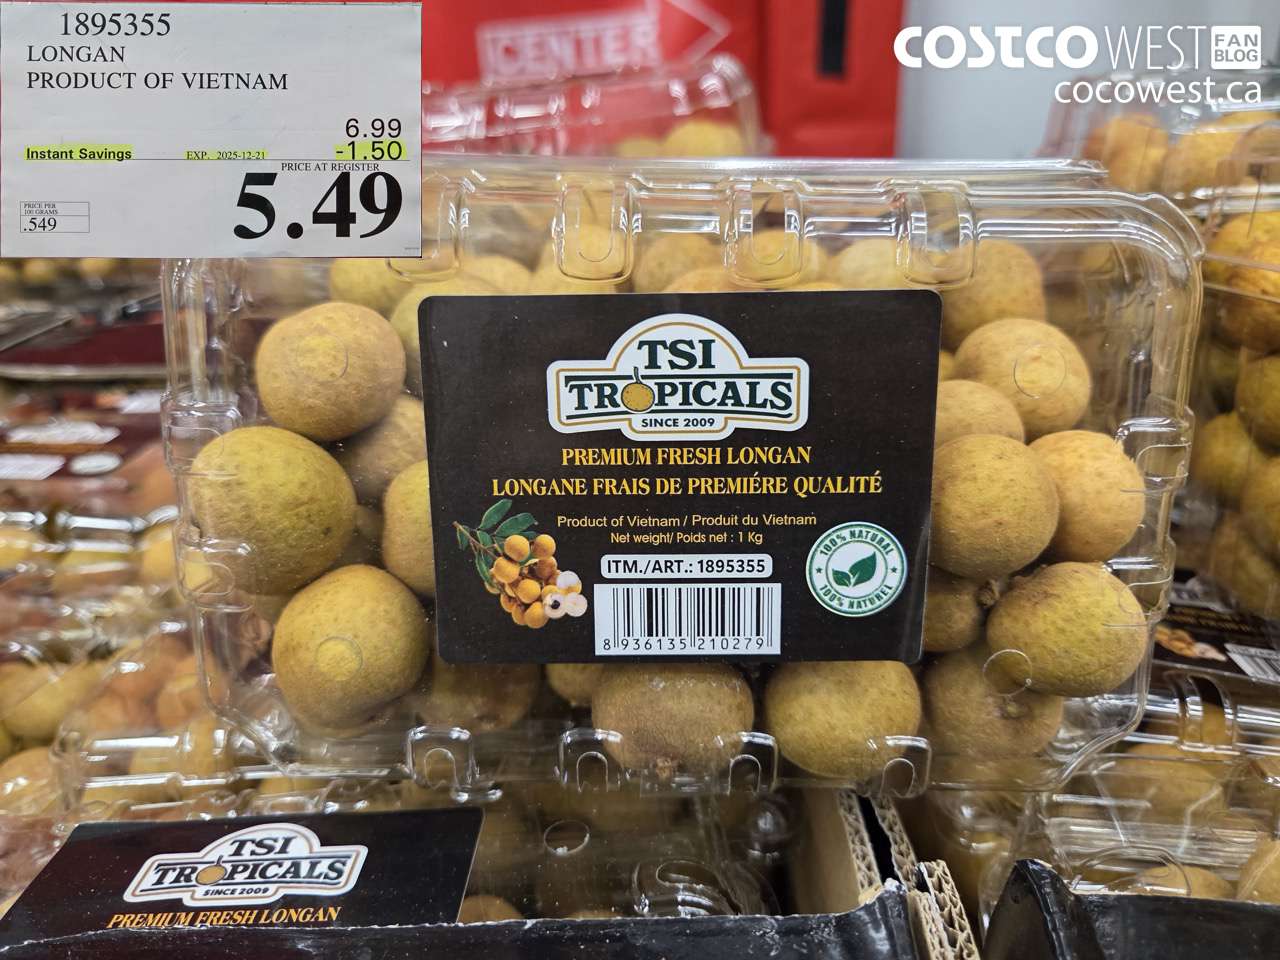 1895355
LONGAN
PRODUCT OF VIETNAM
6.99
Instant Savings EXP. 2025-12-21 -1.50
PRICE AT REGISTER
5.49
PRICE PER
100 GRAMS
.549
CENTER
COSTCO WEST FAN BLOG
cocowest.ca
TSI
TROPICALS
SINCE 2009
PREMIUM FRESH LONGAN
LONGANE FRAIS DE PREMIÉRE QUALITÉ
Product of Vietnam / Produit du Vietnam
Net weight/ Poids net : 1 Kg
ITM./ART.: 1895355
8 936135 210279
100% NATURAL
100% NATUREL
TSI
TROPICALS
SINCE 2009
PREMIUM FRESH LONGAN